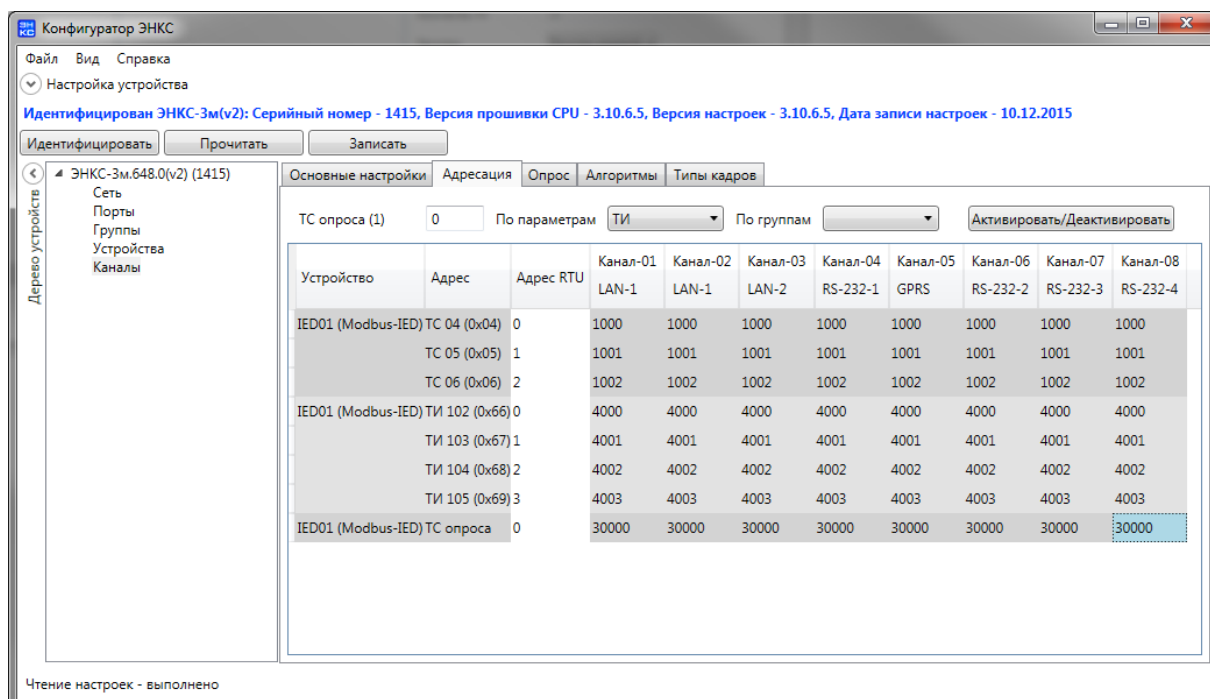 ЭН
КС
Конфигуратор ЭНКС
Файл Вид Справка
Настройка устройства
Идентифицирован ЭНКС-3м(v2): Серийный номер - 1415, Версия прошивки CPU - 3.10.6.5, Версия настроек - 3.10.6.5, Дата записи настроек - 10.12.2015
Идентифицировать Прочитать Записать
Дерево устройств
ЭНКС-3м.648.0(v2) (1415)
Сеть
Порты
Группы
Устройства
Каналы
Основные настройки Адресация Опрос Алгоритмы Типы кадров
ТС опроса (1) 0 По параметрам ТИ По группам Активировать/Деактивировать
Устройство Адрес Адрес RTU Канал-01 Канал-02 Канал-03 Канал-04 Канал-05 Канал-06 Канал-07 Канал-08
LAN-1 LAN-1 LAN-2 RS-232-1 GPRS RS-232-2 RS-232-3 RS-232-4
IED01 (Modbus-IED) ТС 04 (0x04) 0 1000 1000 1000 1000 1000 1000 1000 1000
ТС 05 (0x05) 1 1001 1001 1001 1001 1001 1001 1001 1001
ТС 06 (0x06) 2 1002 1002 1002 1002 1002 1002 1002 1002
IED01 (Modbus-IED) ТИ 102 (0x66) 0 4000 4000 4000 4000 4000 4000 4000 4000
ТИ 103 (0x67) 1 4001 4001 4001 4001 4001 4001 4001 4001
ТИ 104 (0x68) 2 4002 4002 4002 4002 4002 4002 4002 4002
ТИ 105 (0x69) 3 4003 4003 4003 4003 4003 4003 4003 4003
IED01 (Modbus-IED) ТС опроса 0 30000 30000 30000 30000 30000 30000 30000 30000
Чтение настроек - выполнено